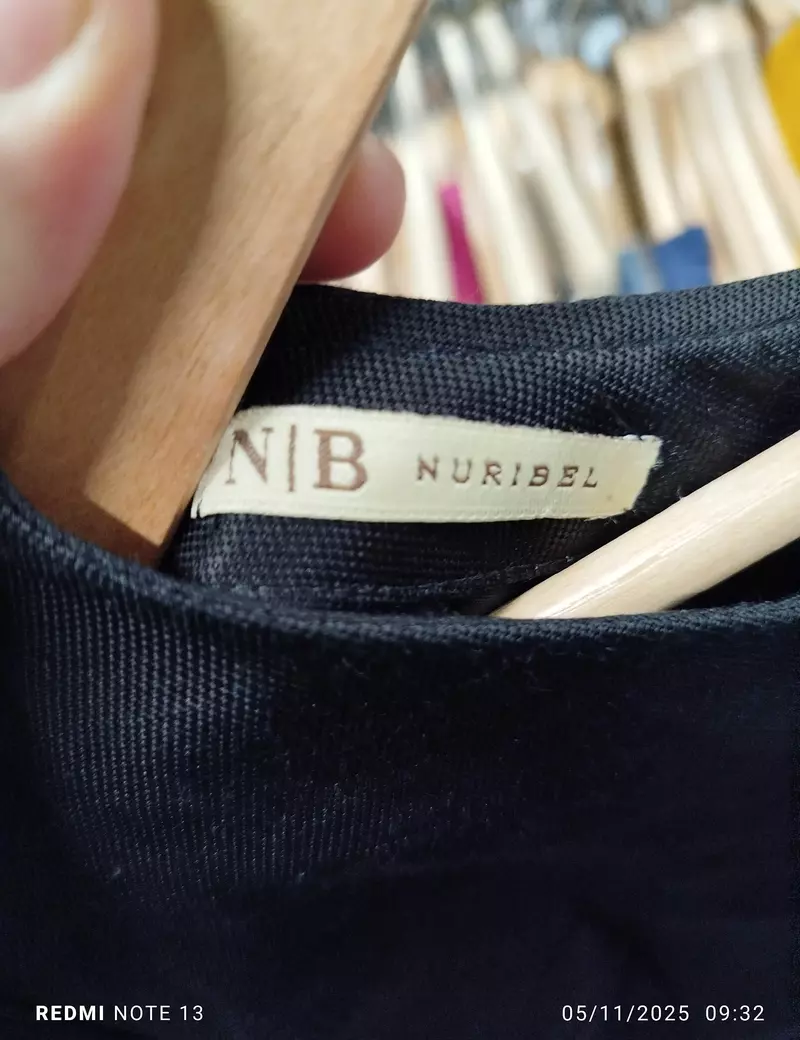 N|B NURIBEL
REDMI NOTE 13
05/11/2025 09:32